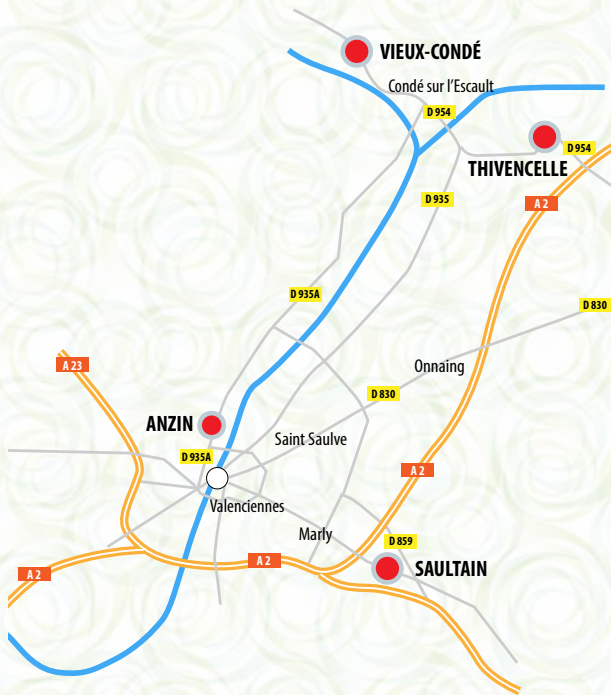 VIEUX-CONDÉ
Condé sur l'Escault
D 954
D 954
THIVENCELLE
D 935
A 2
D 935A
D 830
A 23
Onnaing
D 830
ANZIN
Saint Saulve
D 935A
A 2
Valenciennes
Marly
D 859
A 2
SAULTAIN
A 2